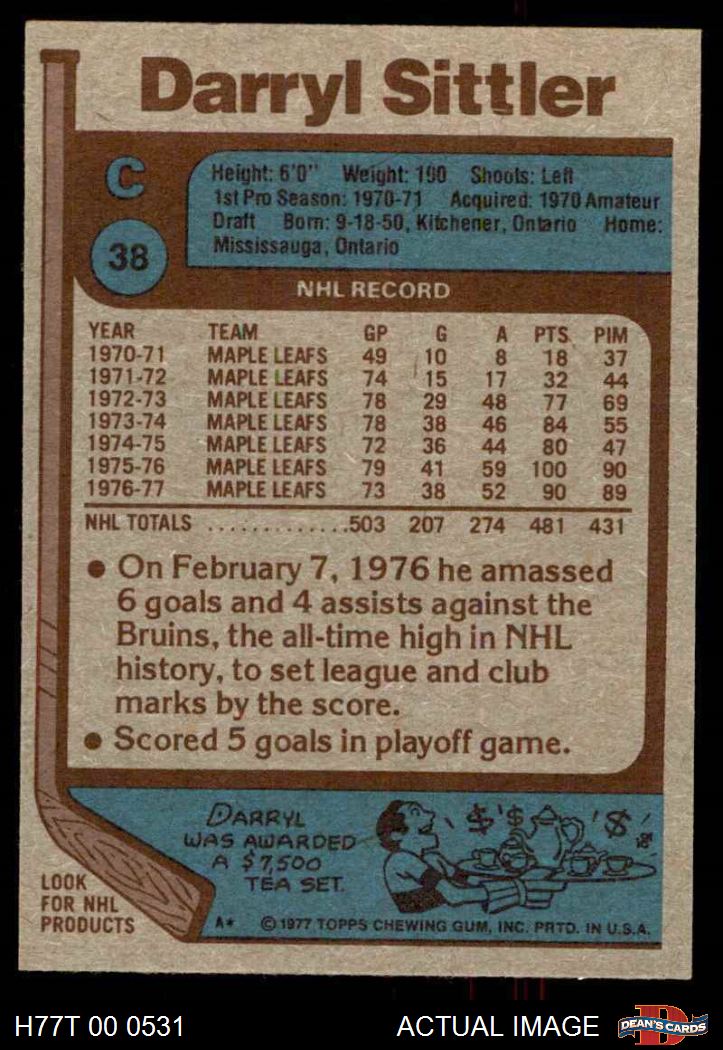 Darryl Sittler
C
38
Height: 6'0" Weight: 190 Shoots: Left
1st Pro Season: 1970-71 Acquired: 1970 Amateur
Draft Born: 9-18-50, Kitchener, Ontario Home:
Mississauga, Ontario
NHL RECORD
YEAR TEAM GP G A PTS. PIM
1970-71 MAPLE LEAFS 49 10 8 18 37
1971-72 MAPLE LEAFS 74 15 17 32 44
1972-73 MAPLE LEAFS 78 29 48 77 69
1973-74 MAPLE LEAFS 78 38 46 84 55
1974-75 MAPLE LEAFS 72 36 44 80 47
1975-76 MAPLE LEAFS 79 41 59 100 90
1976-77 MAPLE LEAFS 73 38 52 90 89
NHL TOTALS .............503 207 274 481 431
• On February 7, 1976 he amassed
6 goals and 4 assists against the
Bruins, the all-time high in NHL
history, to set league and club
marks by the score.
• Scored 5 goals in playoff game.
DARRYL
WAS AWARDED
A $7,500
TEA SET.
$'$ '$'
LOOK
FOR NHL
PRODUCTS
A* ©1977 TOPPS CHEWING GUM, INC. PRTD. IN U.S.A.
H77T 00 0531 ACTUAL IMAGE DEAN'S CARDS